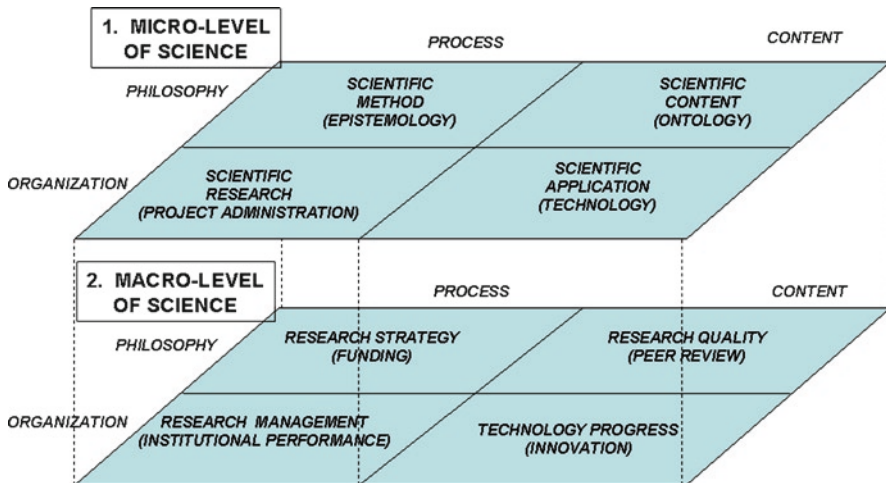 1. MICRO-LEVEL
OF SCIENCE
PROCESS
CONTENT
PHILOSOPHY
SCIENTIFIC
METHOD
(EPISTEMOLOGY)
SCIENTIFIC
CONTENT
(ONTOLOGY)
ORGANIZATION
SCIENTIFIC
RESEARCH
(PROJECT ADMINISTRATION)
SCIENTIFIC
APPLICATION
(TECHNOLOGY)
2. MACRO-LEVEL
OF SCIENCE
PROCESS
CONTENT
PHILOSOPHY
RESEARCH STRATEGY
(FUNDING)
RESEARCH QUALITY
(PEER REVIEW)
ORGANIZATION
RESEARCH MANAGEMENT
(INSTITUTIONAL PERFORMANCE)
TECHNOLOGY PROGRESS
(INNOVATION)